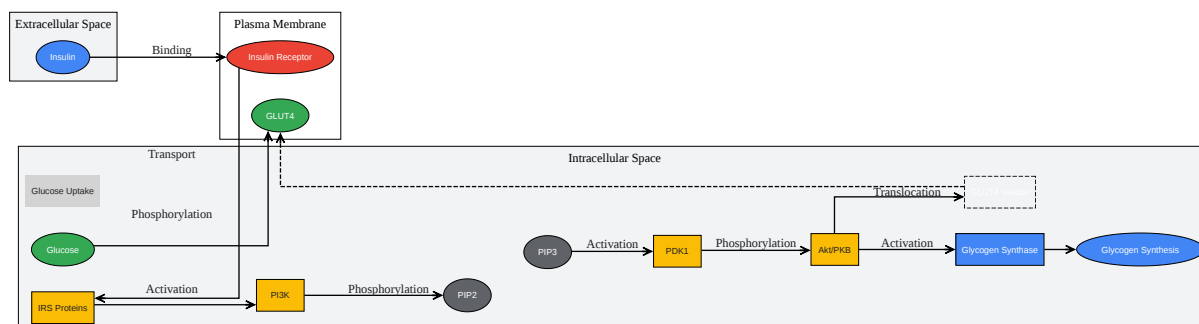 Extracellular Space
Plasma Membrane
Insulin
Binding
Insulin Receptor
GLUT4
Transport
Intracellular Space
Glucose Uptake
Translocation
Phosphorylation
Glucose
PIP3
Activation
PDK1
Phosphorylation
Akt/PKB
Activation
Glycogen Synthase
Glycogen Synthesis
IRS Proteins
Activation
PI3K
Phosphorylation
PIP2